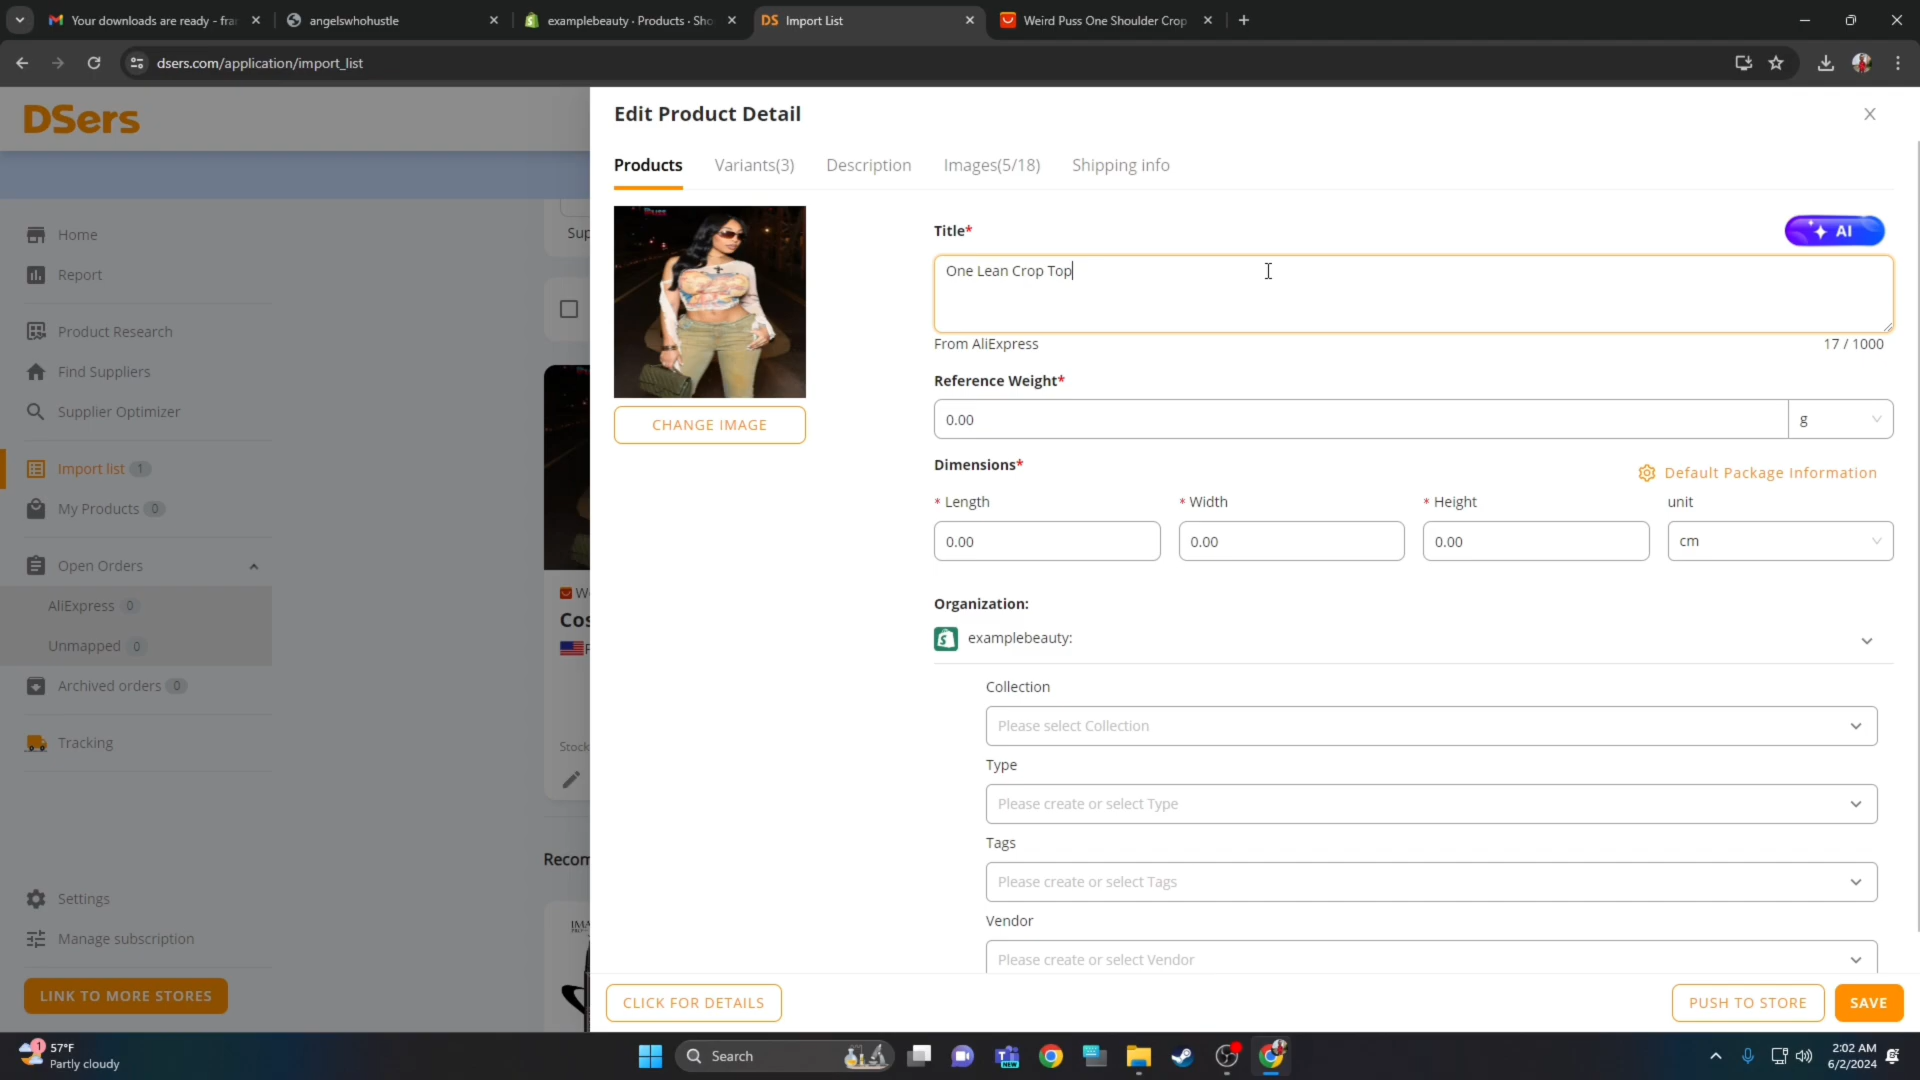 Your downloads are ready - fra
angelswhohustle
examplebeauty · Products · Sho
DS Import List
Weird Puss One Shoulder Crop
dsers.com/application/import_list
DSers
Home
Report
Product Research
Find Suppliers
Supplier Optimizer
Import list 1
My Products 0
Open Orders
AliExpress 0
Unmapped 0
Archived orders 0
Tracking
Settings
Manage subscription
LINK TO MORE STORES
Sup
Cos
Stock
Recom
Edit Product Detail
Products Variants(3) Description Images(5/18) Shipping info
CHANGE IMAGE
Title*
AI
One Lean Crop Top
From AliExpress
17 / 1000
Reference Weight*
0.00
g
Dimensions*
Default Package Information
* Length * Width * Height unit
0.00 0.00 0.00 cm
Organization:
examplebeauty:
Collection
Please select Collection
Type
Please create or select Type
Tags
Please create or select Tags
Vendor
Please create or select Vendor
CLICK FOR DETAILS
PUSH TO STORE
SAVE
1
57°F
Partly cloudy
Search
NEW
2:02 AM
6/2/2024